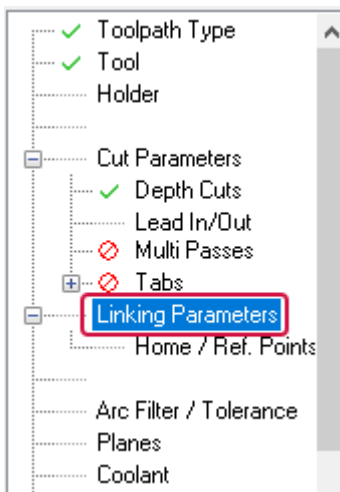 Toolpath Type
Tool
Holder
Cut Parameters
Depth Cuts
Lead In/Out
Multi Passes
Tabs
Linking Parameters
Home / Ref. Points
Arc Filter / Tolerance
Planes
Coolant